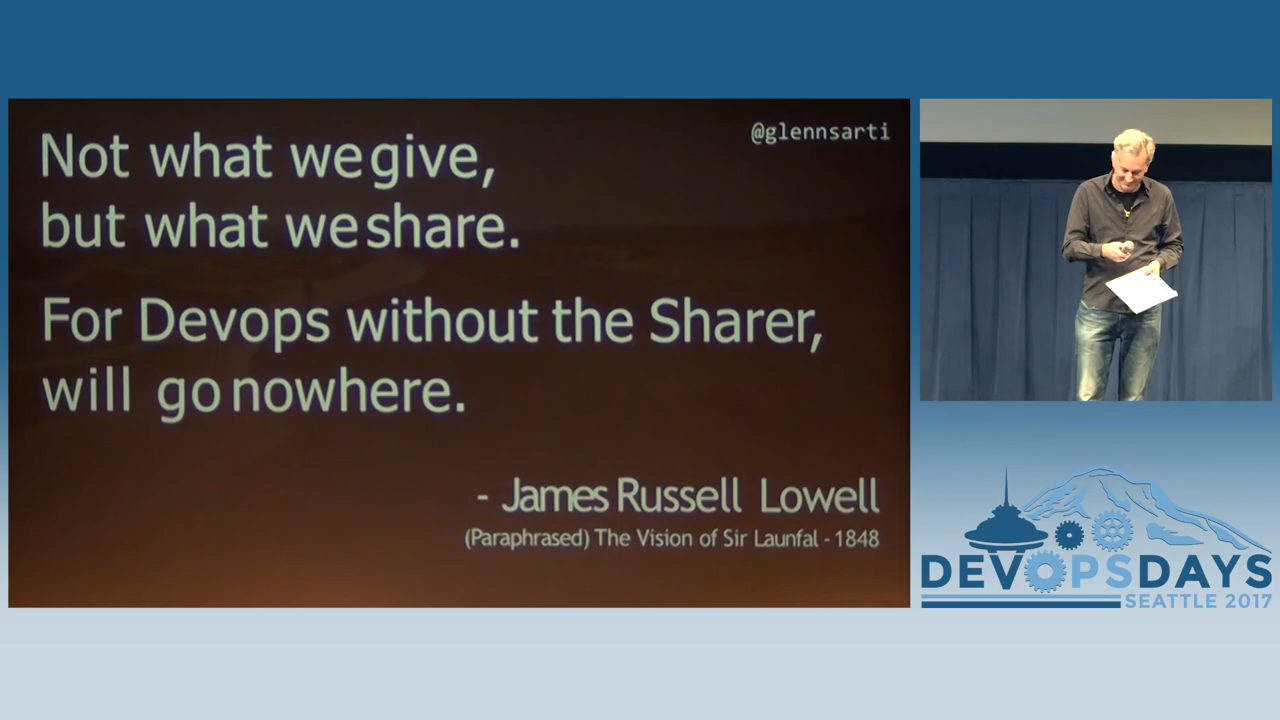 @glennsarti
Not what we give,
but what we share.
For Devops without the Sharer,
will go nowhere.
- James Russell Lowell
(Paraphrased) The Vision of Sir Launfal - 1848
DEVOPSDAYS
SEATTLE 2017